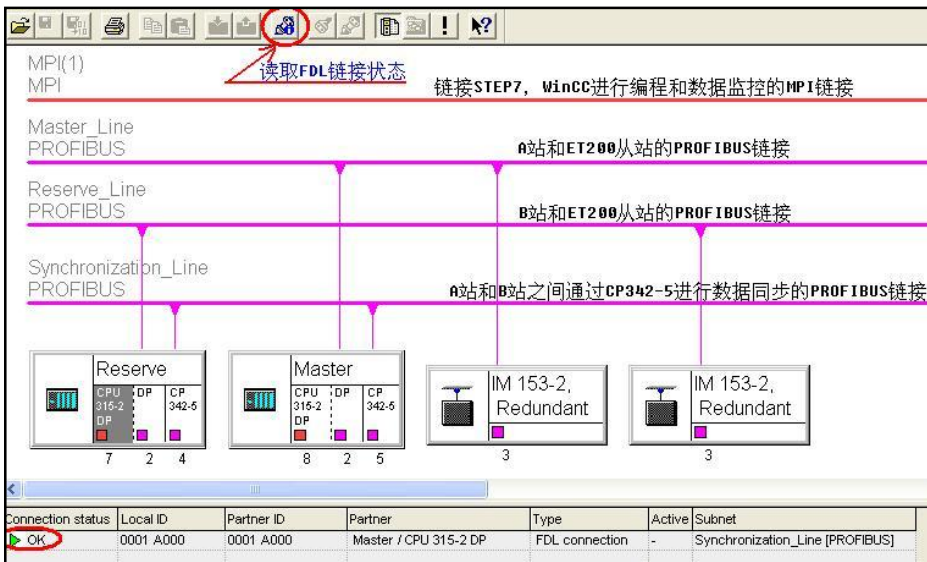 读取FDL链接状态
MPI(1)
MPI
链接STEP7, WinCC进行编程和数据监控的MPI链接
Master_Line
PROFIBUS
A站和ET200从站的PROFIBUS链接
Reserve_Line
PROFIBUS
B站和ET200从站的PROFIBUS链接
Synchronization_Line
PROFIBUS
A站和B站之间通过CP342-5进行数据同步的PROFIBUS链接
Reserve
CPU 315-2 DP
DP
CP 342-5
7 2 4
Master
CPU 315-2 DP
DP
CP 342-5
8 2 5
IM 153-2,
Redundant
3
IM 153-2,
Redundant
3
Connection status Local ID Partner ID Partner Type Active Subnet
OK 0001 A000 0001 A000 Master / CPU 315-2 DP FDL connection - Synchronization_Line [PROFIBUS]